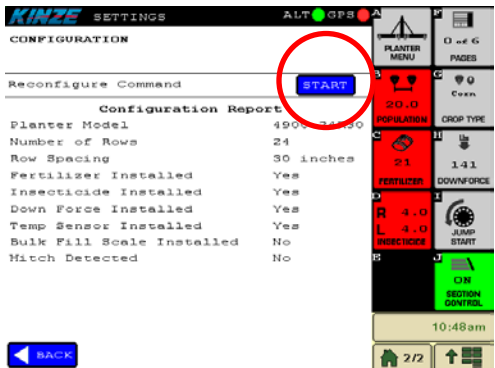 KINZE SETTINGS ALT GPS
CONFIGURATION
Reconfigure Command START
Configuration Report
Planter Model
Number of Rows 24
Row Spacing 30 inches
Fertilizer Installed Yes
Insecticide Installed Yes
Down Force Installed Yes
Temp Sensor Installed Yes
Bulk Fill Scale Installed No
Hitch Detected No
BACK
A
PLANTER MENU
F
0 of 6
PAGES
B
20.0
POPULATION
G
Corn
CROP TYPE
C
21
FERTILIZER
H
141
DOWNFORCE
D
R 4.0
L 4.0
INSECTICIDE
I
JUMP START
E
J
ON
SECTION CONTROL
10:48am
2/2